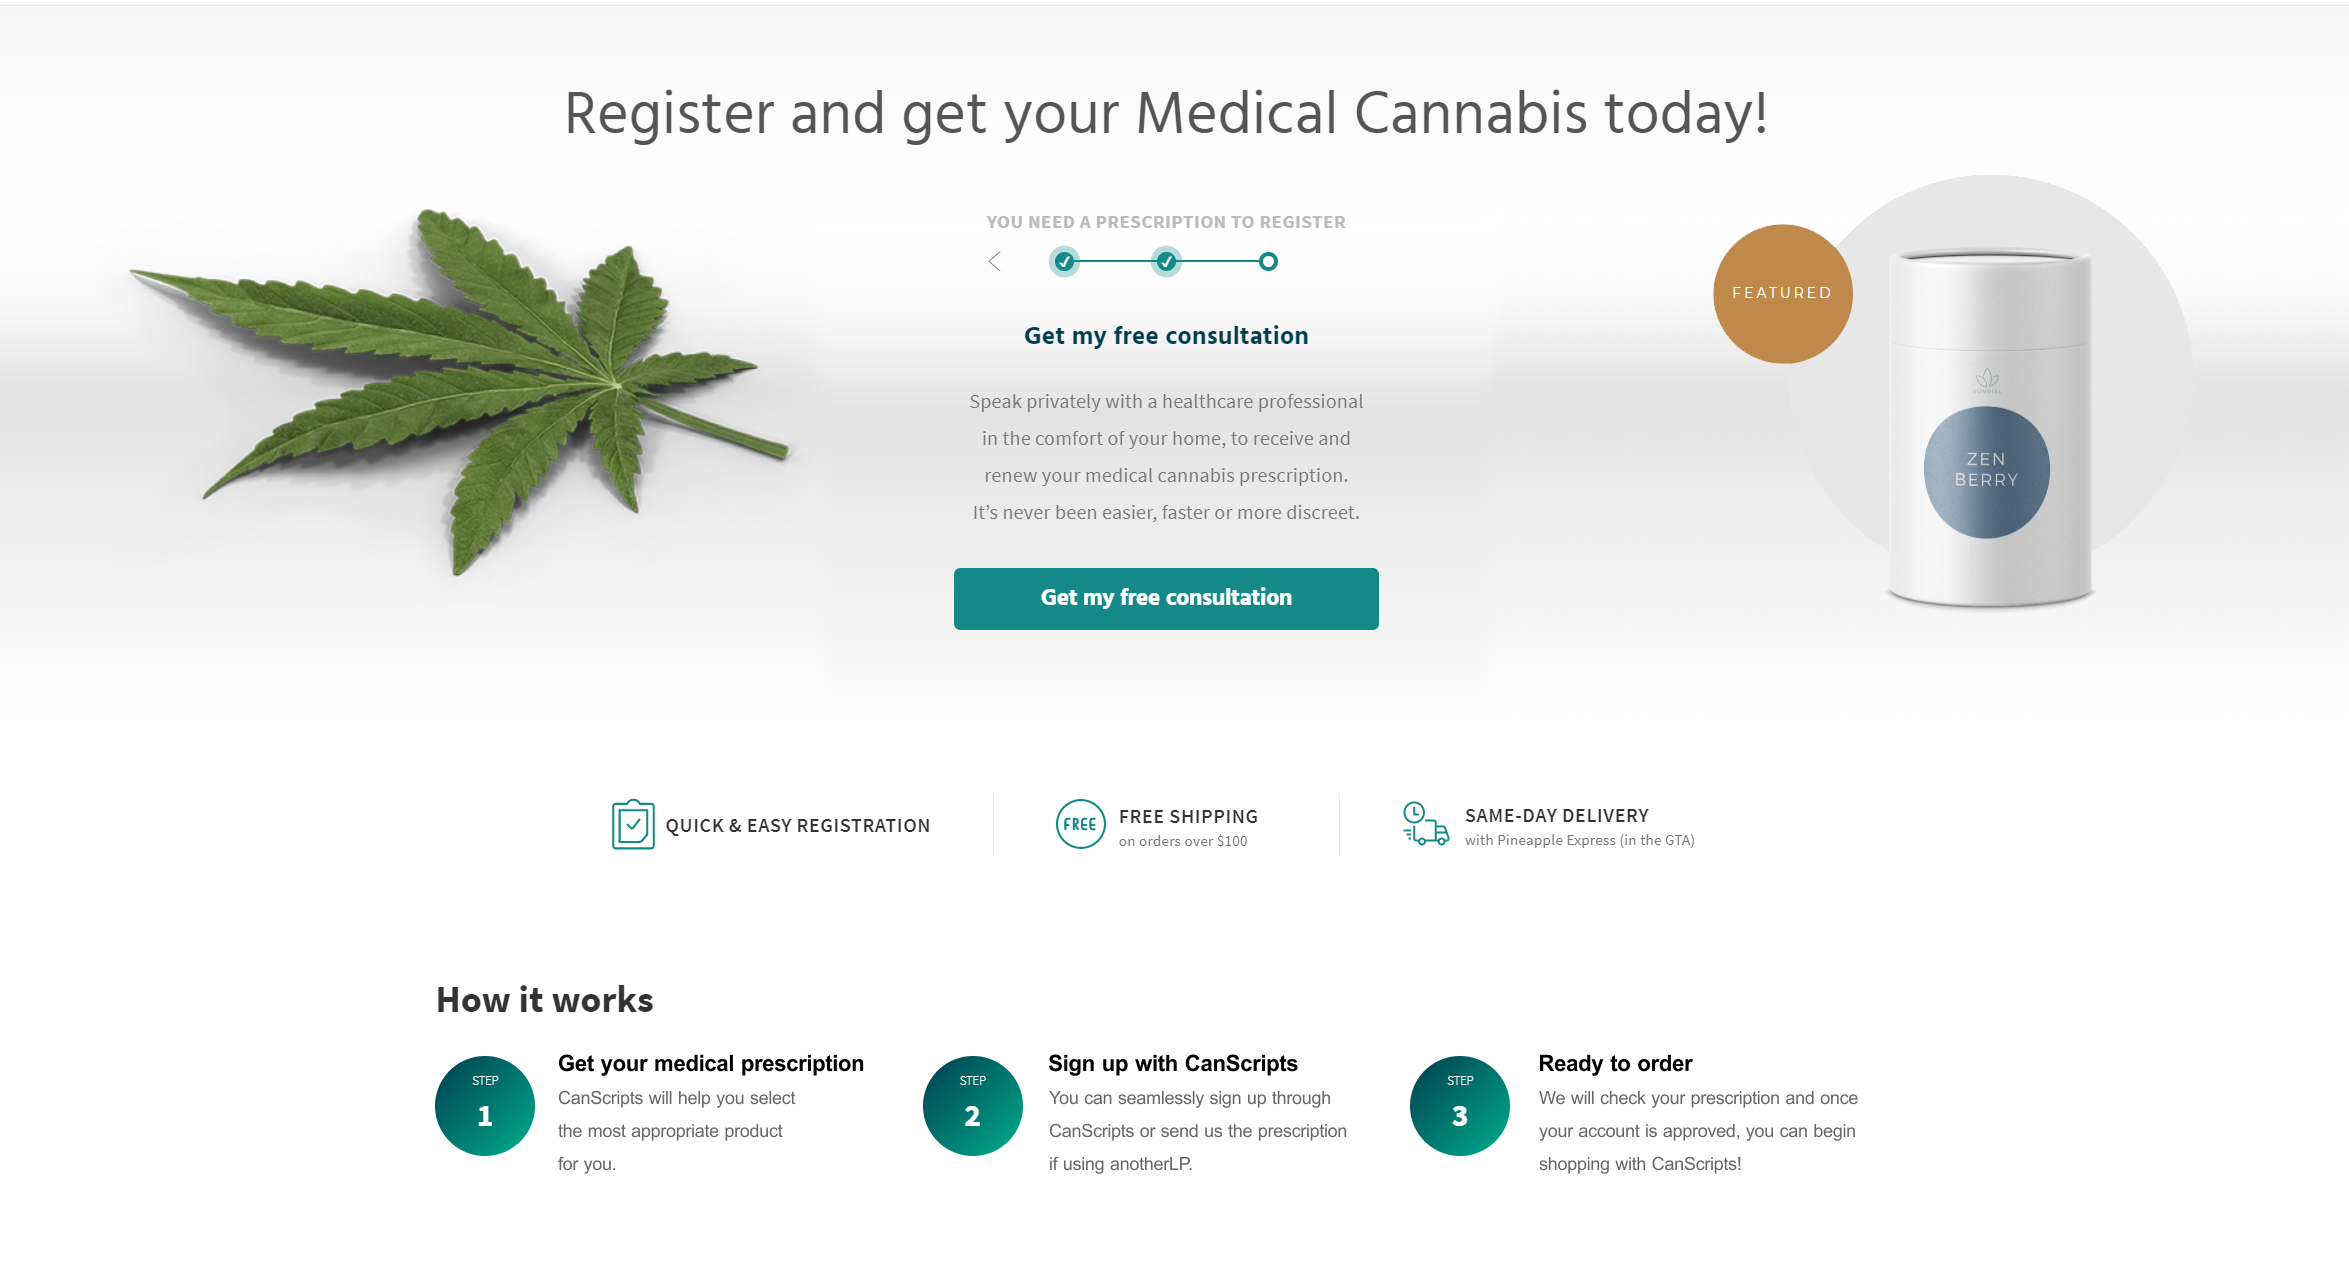 Register and get your Medical Cannabis today!
YOU NEED A PRESCRIPTION TO REGISTER
FEATURED
Get my free consultation
SUNDIAL
Speak privately with a healthcare professional
in the comfort of your home, to receive and
renew your medical cannabis prescription.
It’s never been easier, faster or more discreet.
ZEN
BERRY
Get my free consultation
QUICK & EASY REGISTRATION
FREE
FREE SHIPPING
on orders over $100
SAME-DAY DELIVERY
with Pineapple Express (in the GTA)
How it works
STEP
1
Get your medical prescription
CanScripts will help you select
the most appropriate product
for you.
STEP
2
Sign up with CanScripts
You can seamlessly sign up through
CanScripts or send us the prescription
if using anotherLP.
STEP
3
Ready to order
We will check your prescription and once
your account is approved, you can begin
shopping with CanScripts!